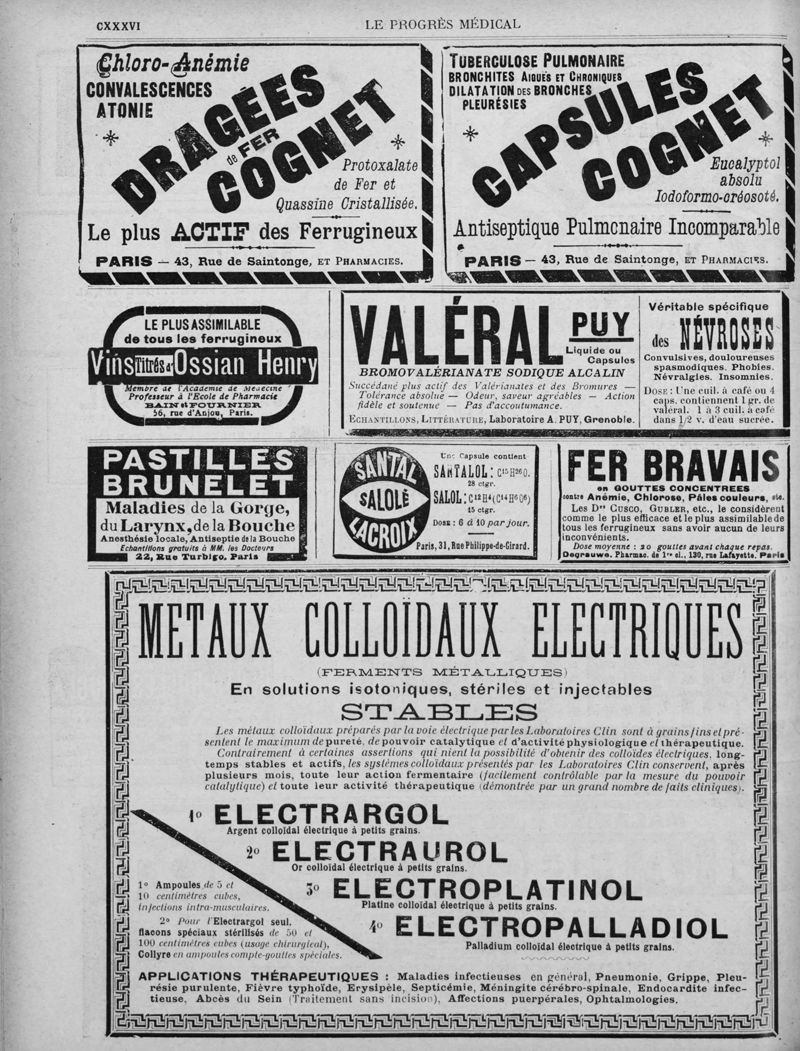 CXXXVI
LE PROGRÈS MÉDICAL
Chloro-Anémie
CONVALESCENCES
ATONIE
DRAGÉES
de FER
COGNET
Protoxalate
de Fer et
Quassine Cristallisée.
Le plus ACTIF des Ferrugineux
PARIS — 43, Rue de Saintonge, ET PHARMACIES.
TUBERCULOSE PULMONAIRE
BRONCHITES AIGUËS ET CHRONIQUES
DILATATION DES BRONCHES
PLEURÉSIES
CAPSULES
COGNET
Eucalyptol
absolu
Iodoformo-créosoté.
Antiseptique Pulmonaire Incomparable
PARIS — 43, Rue de Saintonge, ET PHARMACIES.
LE PLUS ASSIMILABLE
de tous les ferrugineux
Vins Titrés d'Ossian Henry
Membre de l'Académie de Médecine
Professeur à l'Ecole de Pharmacie
BAIN et FOURNIER
56, rue d'Anjou, Paris.
VALÉRAL PUY
Liquide ou
Capsules
BROMOVALÉRIANATE SODIQUE ALCALIN
Succédané plus actif des Valérianates et des Bromures —
Tolérance absolue — Odeur, saveur agréables — Action
fidèle et soutenue — Pas d'accoutumance.
ECHANTILLONS, LITTÉRATURE, Laboratoire A. PUY, Grenoble.
Véritable spécifique
des NÉVROSES
Convulsives, douloureuses
spasmodiques. Phobies.
Névralgies. Insomnies.
DOSE : Une cuil. à café ou 4
caps. contiennent 1 gr. de
valéral. 1 à 3 cuil. à café
dans 1/2 v. d'eau sucrée.
PASTILLES
BRUNELET
Maladies de la Gorge,
du Larynx, de la Bouche
Anesthésie locale, Antiseptie de la Bouche
Echantillons gratuits à MM. les Docteurs
22, Rue Turbigo, Paris
SANTAL
SALOLÉ
LACROIX
Une Capsule contient
SANTALOL : C15H26O.
28 ctgr.
SALOL : C12H4(C14H6O6)
15 ctgr.
DOSE : 6 à 10 par jour.
Paris, 31, Rue Philippe-de-Girard.
FER BRAVAIS
en GOUTTES CONCENTREES
contre Anémie, Chlorose, Pâles couleurs, etc.
Les Drs CUSCO, GUBLER, etc., le considèrent
comme le plus efficace et le plus assimilable de
tous les ferrugineux sans avoir aucun de leurs
inconvénients.
Dose moyenne : 20 gouttes avant chaque repas.
Degrauwe, Pharmac. de 1re cl., 130, rue Lafayette, Paris
METAUX COLLOÏDAUX ELECTRIQUES
(FERMENTS MÉTALLIQUES)
En solutions isotoniques, stériles et injectables
STABLES
Les métaux colloïdaux préparés par la voie électrique par les Laboratoires Clin sont à grains fins et pré-
sentent le maximum de pureté, de pouvoir catalytique et d'activité physiologique et thérapeutique.
Contrairement à certaines assertions qui nient la possibilité d'obtenir des colloïdes électriques, long-
temps stables et actifs, les systèmes colloïdaux présentés par les Laboratoires Clin conservent, après
plusieurs mois, toute leur action fermentaire (facilement contrôlable par la mesure du pouvoir
catalytique) et toute leur activité thérapeutique (démontrée par un grand nombre de faits cliniques).
1º ELECTRARGOL
Argent colloïdal électrique à petits grains.
2º ELECTRAUROL
Or colloïdal électrique à petits grains.
3º ELECTROPLATINOL
Platine colloïdal électrique à petits grains.
4º ELECTROPALLADIOL
Palladium colloïdal électrique à petits grains.
1º Ampoules de 5 et
10 centimètres cubes,
injections intra-musculaires.
2º Pour l'Electrargol seul,
flacons spéciaux stérilisés de 50 et
100 centimètres cubes (usage chirurgical),
Collyre en ampoules compte-gouttes spéciales.
APPLICATIONS THÉRAPEUTIQUES : Maladies infectieuses en général, Pneumonie, Grippe, Pleu-
résie purulente, Fièvre typhoïde, Erysipèle, Septicémie, Méningite cérébro-spinale, Endocardite infec-
tieuse, Abcès du Sein (Traitement sans incision), Affections puerpérales, Ophtalmologies.